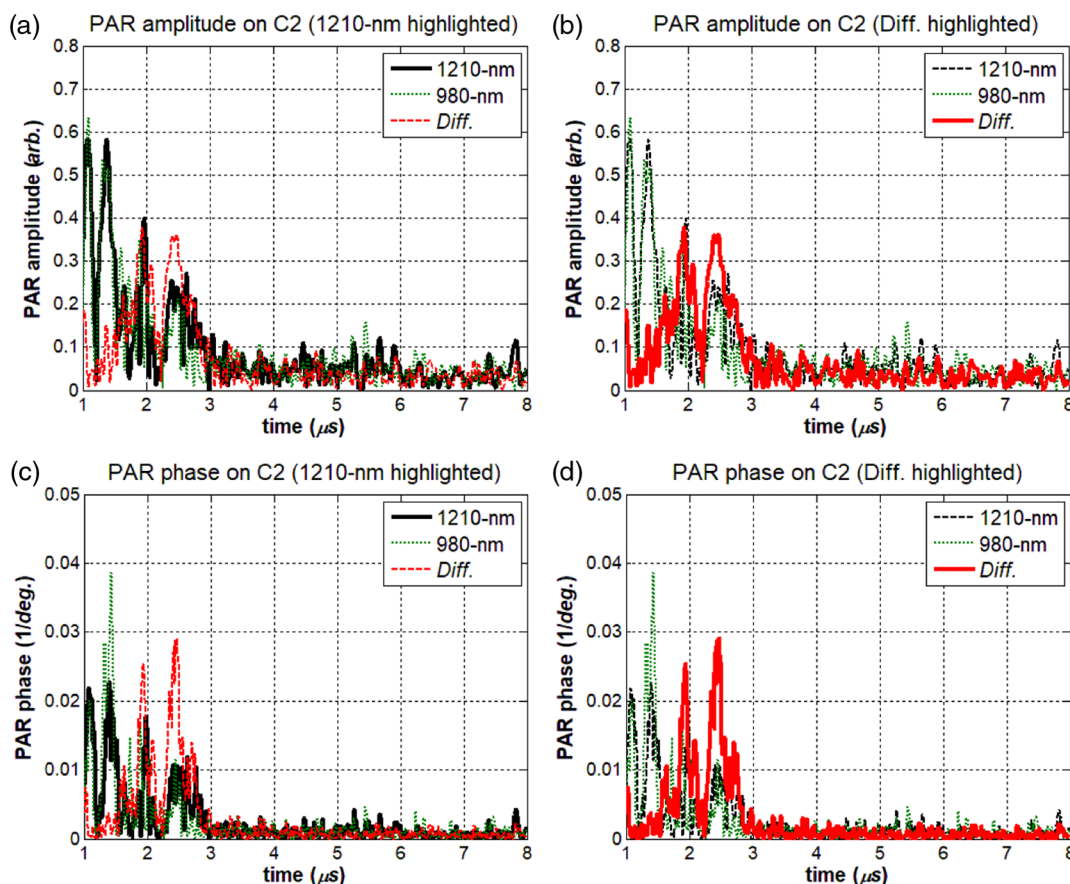 (a) PAR amplitude on C2 (1210-nm highlighted)
0.8
0.7
0.6
0.5
0.4
0.3
0.2
0.1
0
PAR amplitude (arb.)
1210-nm
980-nm
Diff.
1 2 3 4 5 6 7 8
time (μs)
(b) PAR amplitude on C2 (Diff. highlighted)
0.8
0.7
0.6
0.5
0.4
0.3
0.2
0.1
0
PAR amplitude (arb.)
1210-nm
980-nm
Diff.
1 2 3 4 5 6 7 8
time (μs)
(c) PAR phase on C2 (1210-nm highlighted)
0.05
0.04
0.03
0.02
0.01
0
PAR phase (1/deg.)
1210-nm
980-nm
Diff.
1 2 3 4 5 6 7 8
time (μs)
(d) PAR phase on C2 (Diff. highlighted)
0.05
0.04
0.03
0.02
0.01
0
PAR phase (1/deg.)
1210-nm
980-nm
Diff.
1 2 3 4 5 6 7 8
time (μs)